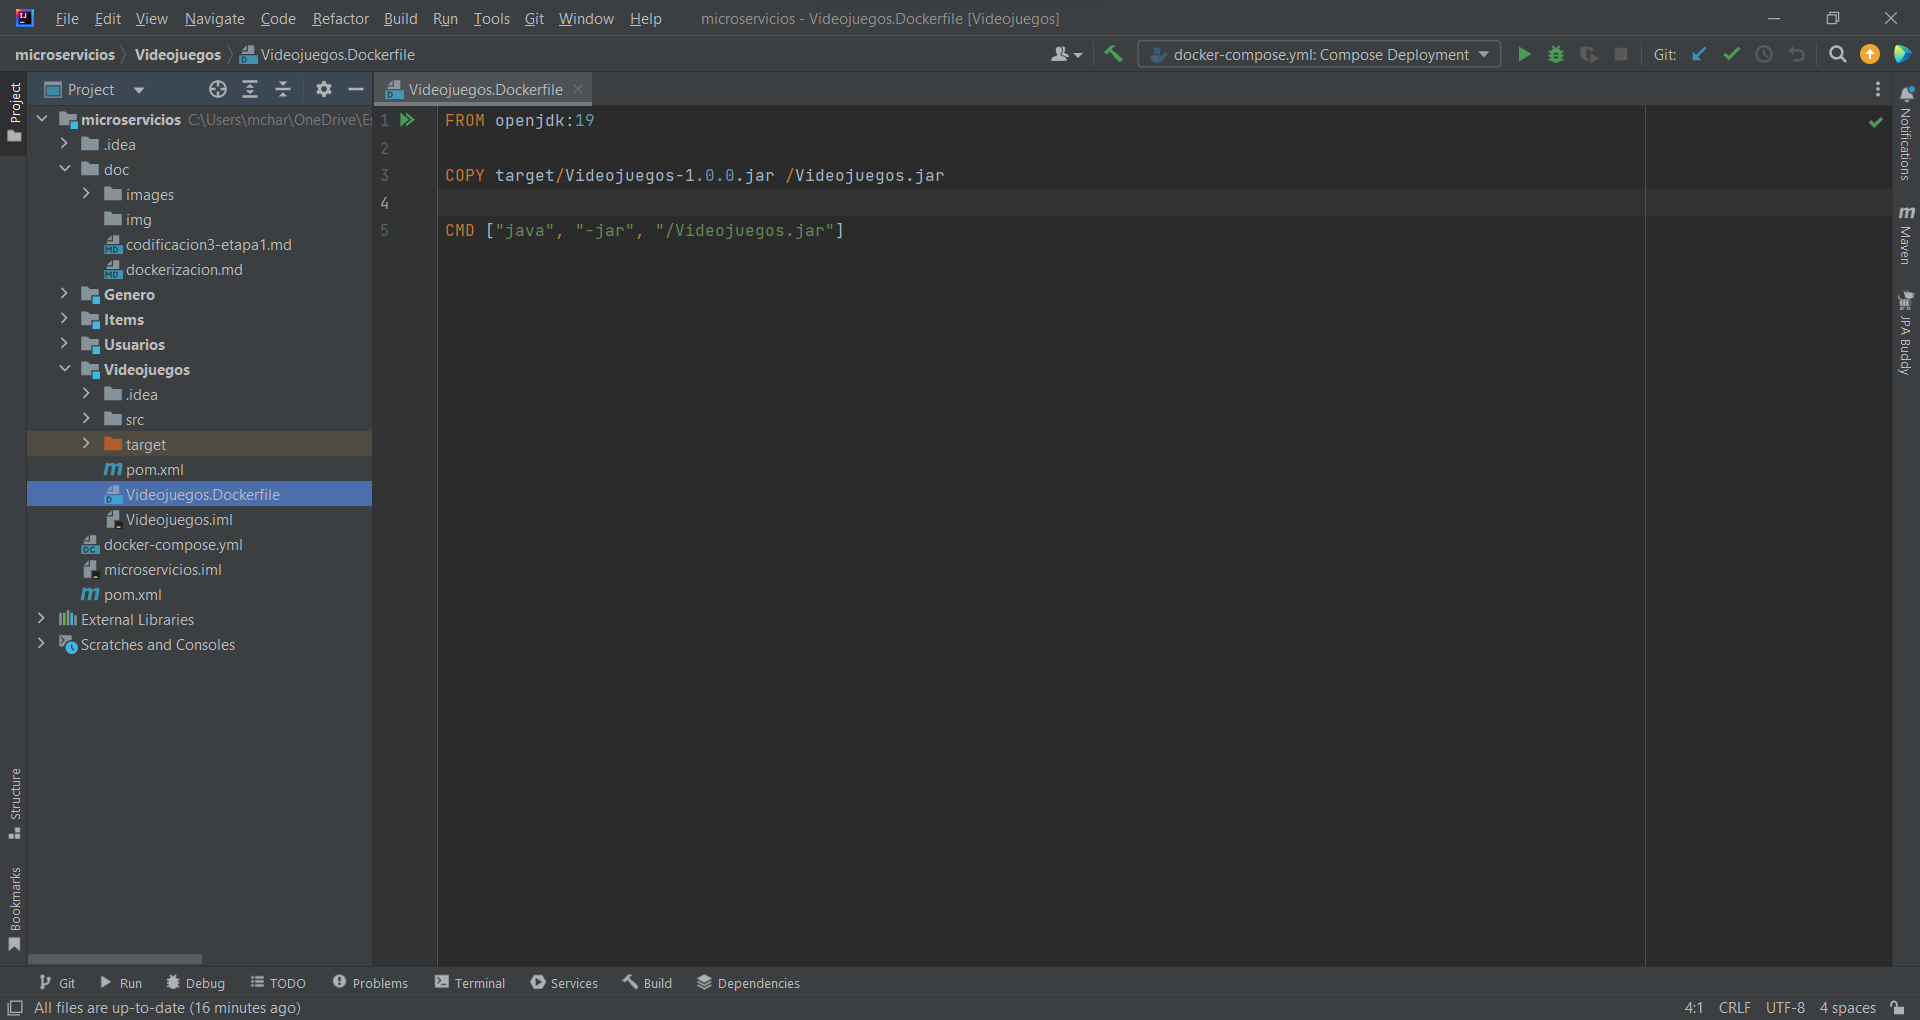 File Edit View Navigate Code Refactor Build Run Tools Git Window Help microservicios - Videojuegos.Dockerfile [Videojuegos]
microservicios Videojuegos Videojuegos.Dockerfile docker-compose.yml: Compose Deployment Git:
Project
Project
Videojuegos.Dockerfile
microservicios C:\Users\mchar\OneDrive\E
.idea
doc
images
img
codificacion3-etapa1.md
dockerizacion.md
Genero
Items
Usuarios
Videojuegos
.idea
src
target
pom.xml
Videojuegos.Dockerfile
Videojuegos.iml
docker-compose.yml
microservicios.iml
pom.xml
External Libraries
Scratches and Consoles
1 FROM openjdk:19
2
3 COPY target/Videojuegos-1.0.0.jar /Videojuegos.jar
4
5 CMD ["java", "-jar", "/Videojuegos.jar"]
Notifications
Maven
JPA Buddy
Structure
Bookmarks
Git Run Debug TODO Problems Terminal Services Build Dependencies
All files are up-to-date (16 minutes ago) 4:1 CRLF UTF-8 4 spaces